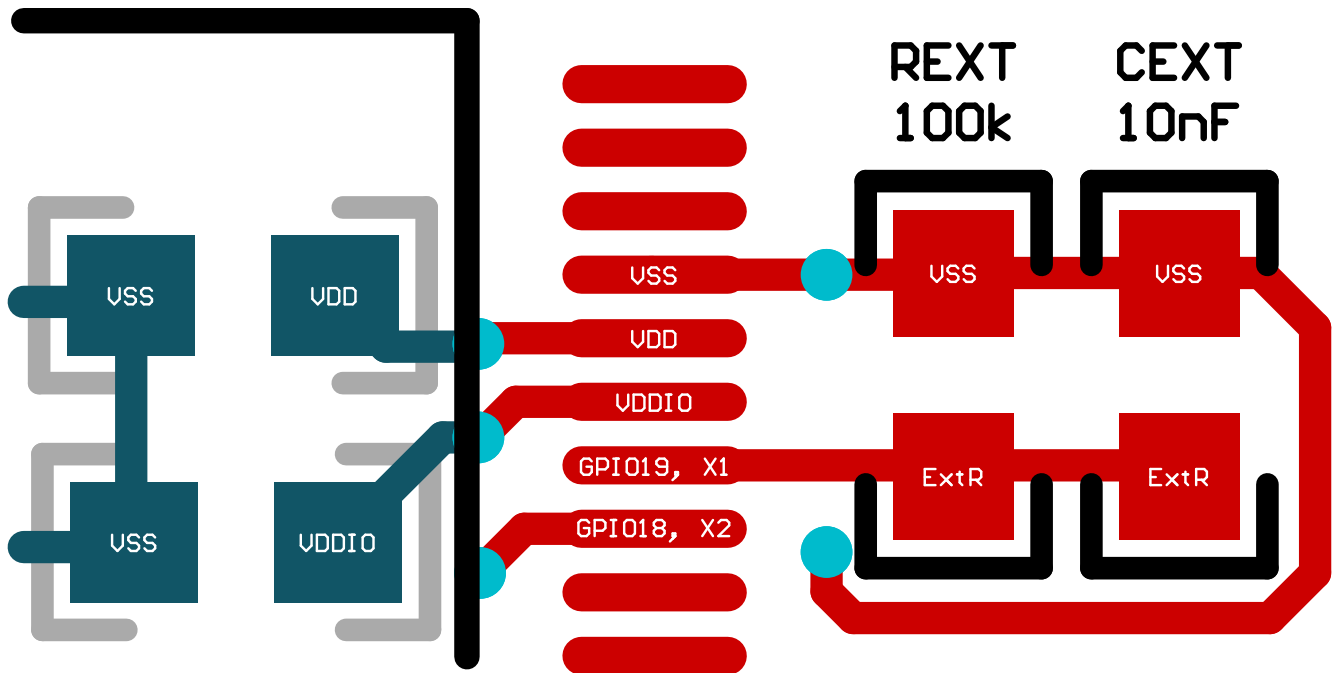 REXT
100k
CEXT
10nF
VSS
VDD
VSS
VDDIO
VSS
VDD
VDDIO
GPIO19, X1
GPIO18, X2
VSS
VSS
ExtR
ExtR